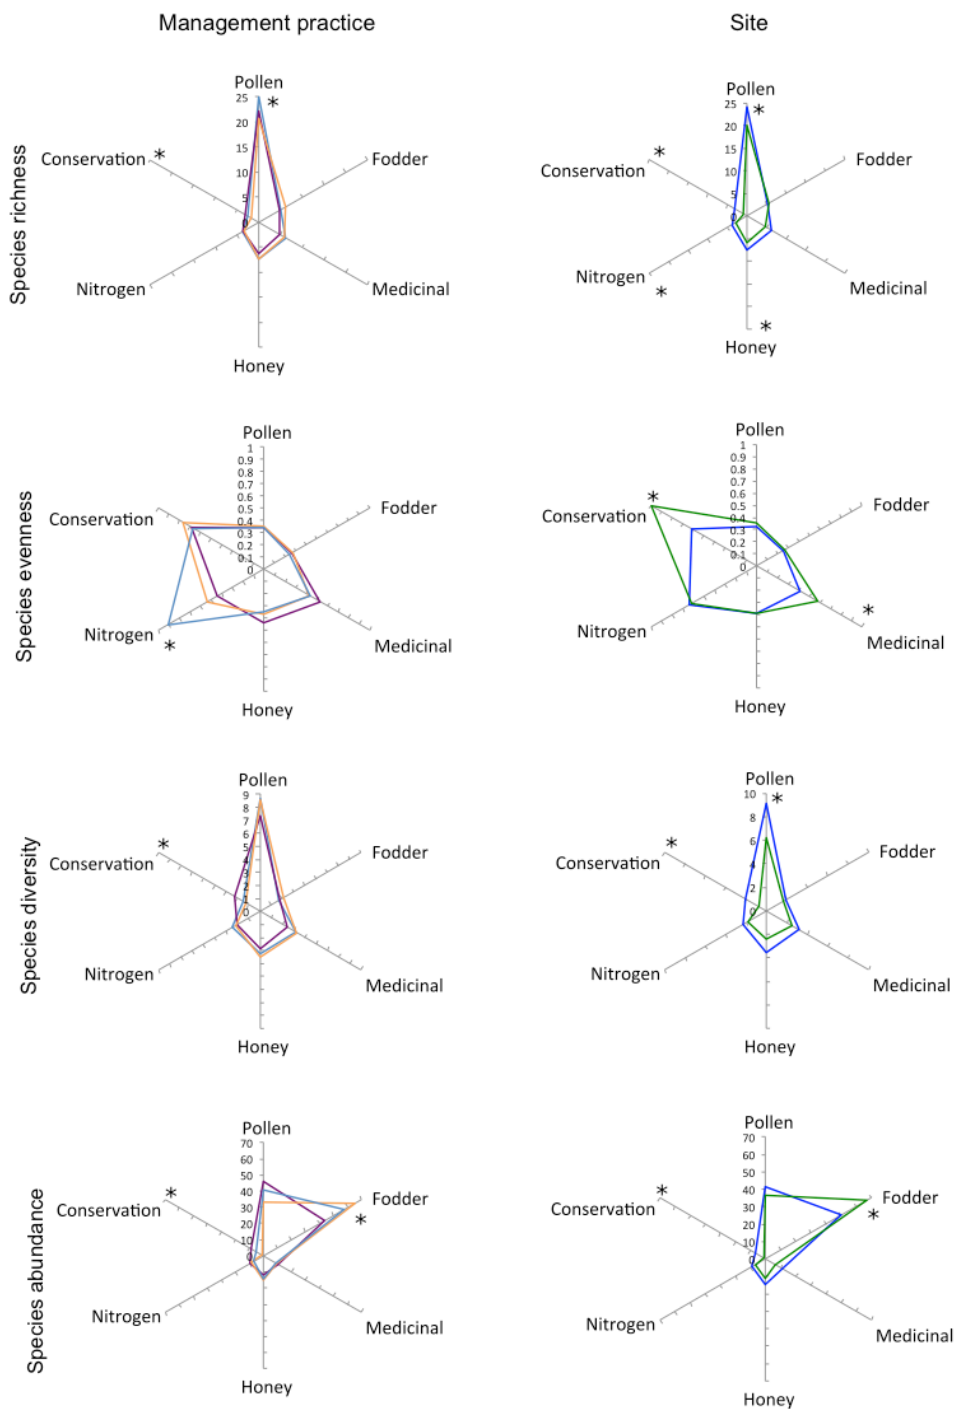 Management practice
Site
Species richness
Pollen
*
25
20
15
10
5
0
Conservation *
Fodder
Nitrogen
Medicinal
Honey
Pollen
*
25
20
15
10
5
0
*
Conservation
Fodder
Nitrogen
*
Medicinal
*
Honey
Species evenness
Pollen
1
0.9
0.8
0.7
0.6
0.5
0.4
0.3
0.2
0.1
0
Conservation
Fodder
Nitrogen
*
Medicinal
Honey
Pollen
1
0.9
0.8
0.7
0.6
0.5
0.4
0.3
0.2
0.1
0
*
Conservation
Fodder
Nitrogen
*
Medicinal
Honey
Species diversity
Pollen
9
8
7
6
5
4
3
2
1
0
*
Conservation
Fodder
Nitrogen
Medicinal
Honey
Pollen
*
10
8
6
4
2
0
*
Conservation
Fodder
Nitrogen
Medicinal
Honey
Species abundance
Pollen
70
60
50
40
30
20
10
0
*
Conservation
Fodder
*
Nitrogen
Medicinal
Honey
Pollen
70
60
50
40
30
20
10
0
*
Conservation
Fodder
*
Nitrogen
Medicinal
Honey